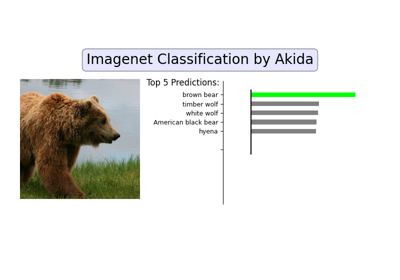 Imagenet Classification by Akida
Top 5 Predictions:
brown bear
timber wolf
white wolf
American black bear
hyena